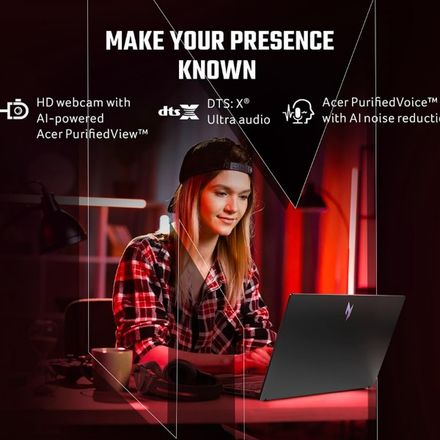 MAKE YOUR PRESENCE
KNOWN
HD webcam with
AI-powered
Acer PurifiedView™
dts X
DTS: X®
Ultra audio
Acer PurifiedVoice™
with AI noise reductio